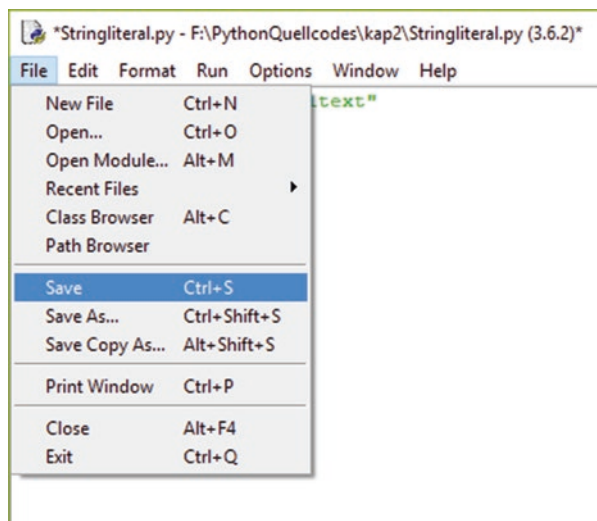 *Stringliteral.py - F:\PythonQuellcodes\kap2\Stringliteral.py (3.6.2)*
File Edit Format Run Options Window Help
New File Ctrl+N
Open... Ctrl+O
Open Module... Alt+M
Recent Files
Class Browser Alt+C
Path Browser
Save Ctrl+S
Save As... Ctrl+Shift+S
Save Copy As... Alt+Shift+S
Print Window Ctrl+P
Close Alt+F4
Exit Ctrl+Q